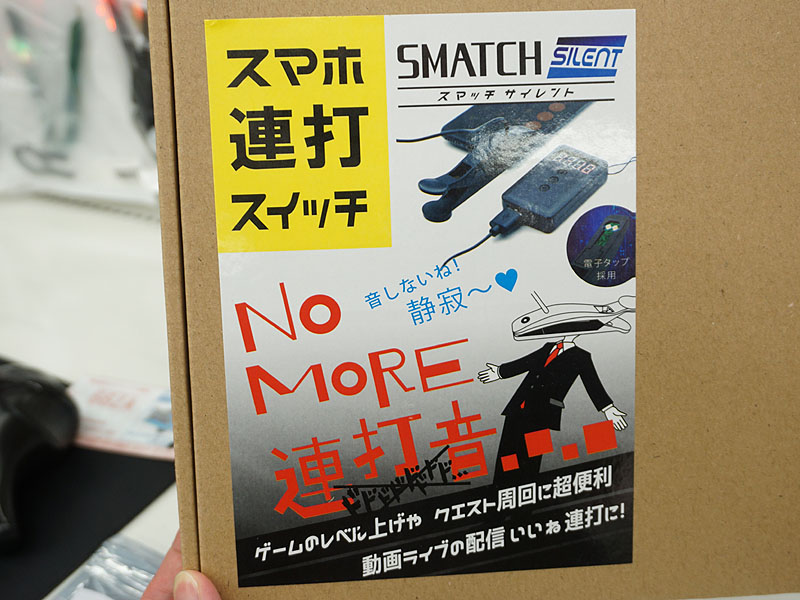 スマホ
連打
スイッチ
SMATCH SILENT
スマッチ サイレント
電子タップ
採用
音しないね!
静寂〜♥
NO
MORE
連打音....
ゲームのレベル上げや クエスト周回に超便利
動画ライブの配信いいね連打に!